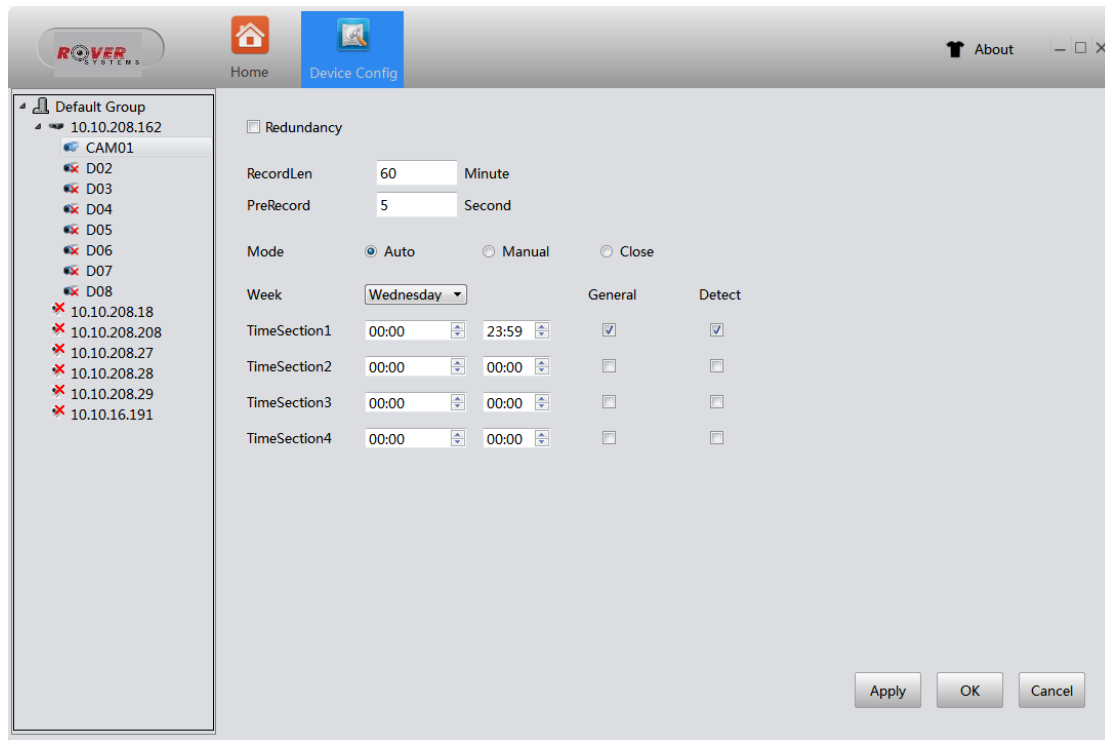 ROVER
SYSTEMS
Home
Device Config
About
Default Group
10.10.208.162
CAM01
D02
D03
D04
D05
D06
D07
D08
10.10.208.18
10.10.208.208
10.10.208.27
10.10.208.28
10.10.208.29
10.10.16.191
Redundancy
RecordLen 60 Minute
PreRecord 5 Second
Mode Auto Manual Close
Week Wednesday General Detect
TimeSection1 00:00 23:59
TimeSection2 00:00 00:00
TimeSection3 00:00 00:00
TimeSection4 00:00 00:00
Apply OK Cancel